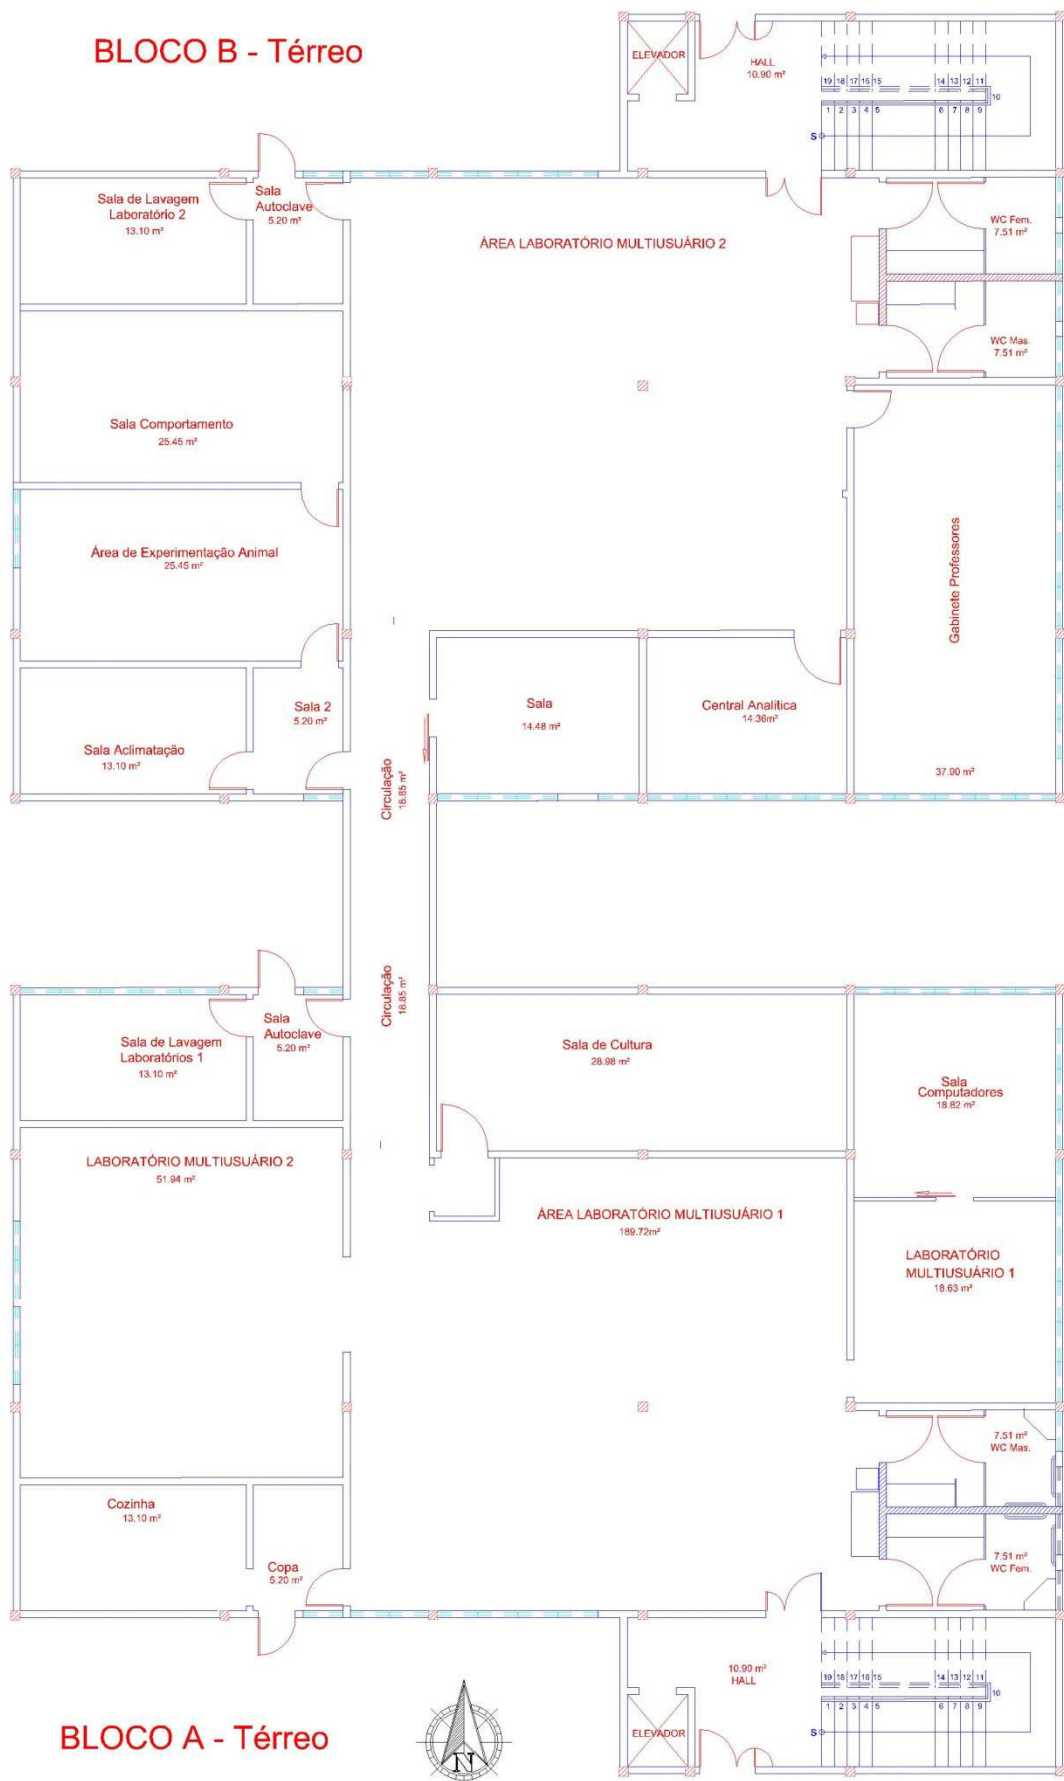 BLOCO B - Térreo
ELEVADOR
HALL
10.90 m²
19 18 17 16 15 14 13 12 11
10
1 2 3 4 5 6 7 8 9
S
Sala de Lavagem
Laboratório 2
13.10 m²
Sala
Autoclave
5.20 m²
ÁREA LABORATÓRIO MULTIUSUÁRIO 2
WC Fem.
7.51 m²
WC Mas.
7.51 m²
Sala Comportamento
25.45 m²
Área de Experimentação Animal
25.45 m²
Gabinete Professores
37.90 m²
Sala 2
5.20 m²
Sala Aclimatação
13.10 m²
Sala
14.48 m²
Central Analítica
14.36m²
Circulação
18.85 m²
Circulação
18.85 m²
Sala de Lavagem
Laboratórios 1
13.10 m²
Sala
Autoclave
5.20 m²
Sala de Cultura
28.98 m²
Sala
Computadores
18.82 m²
LABORATÓRIO MULTIUSUÁRIO 2
51.94 m²
ÁREA LABORATÓRIO MULTIUSUÁRIO 1
189.72m²
LABORATÓRIO
MULTIUSUÁRIO 1
18.63 m²
7.51 m²
WC Mas.
7.51 m²
WC Fem.
Cozinha
13.10 m²
Copa
5.20 m²
10.90 m²
HALL
19 18 17 16 15 14 13 12 11
10
1 2 3 4 5 6 7 8 9
S
ELEVADOR
BLOCO A - Térreo
N